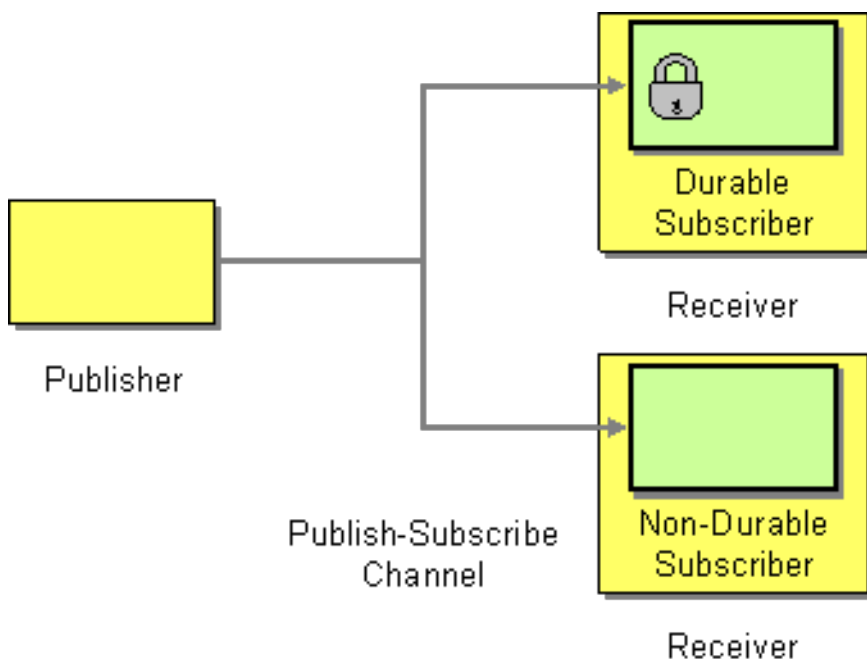 Durable
Subscriber
Receiver
Publisher
Publish-Subscribe
Channel
Non-Durable
Subscriber
Receiver